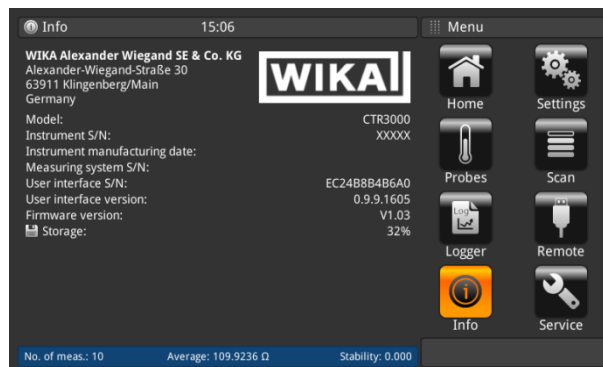 Info 15:06
WIKA Alexander Wiegand SE & Co. KG
Alexander-Wiegand-Straße 30
63911 Klingenberg/Main
Germany
WIKA
Model: CTR3000
Instrument S/N: XXXXX
Instrument manufacturing date:
Measuring system S/N:
User interface S/N: EC24B8B4B6A0
User interface version: 0.9.9.1605
Firmware version: V1.03
Storage: 32%
No. of meas.: 10 Average: 109.9236 Ω Stability: 0.000
Menu
Home Settings
Probes Scan
Log
Logger Remote
Info Service